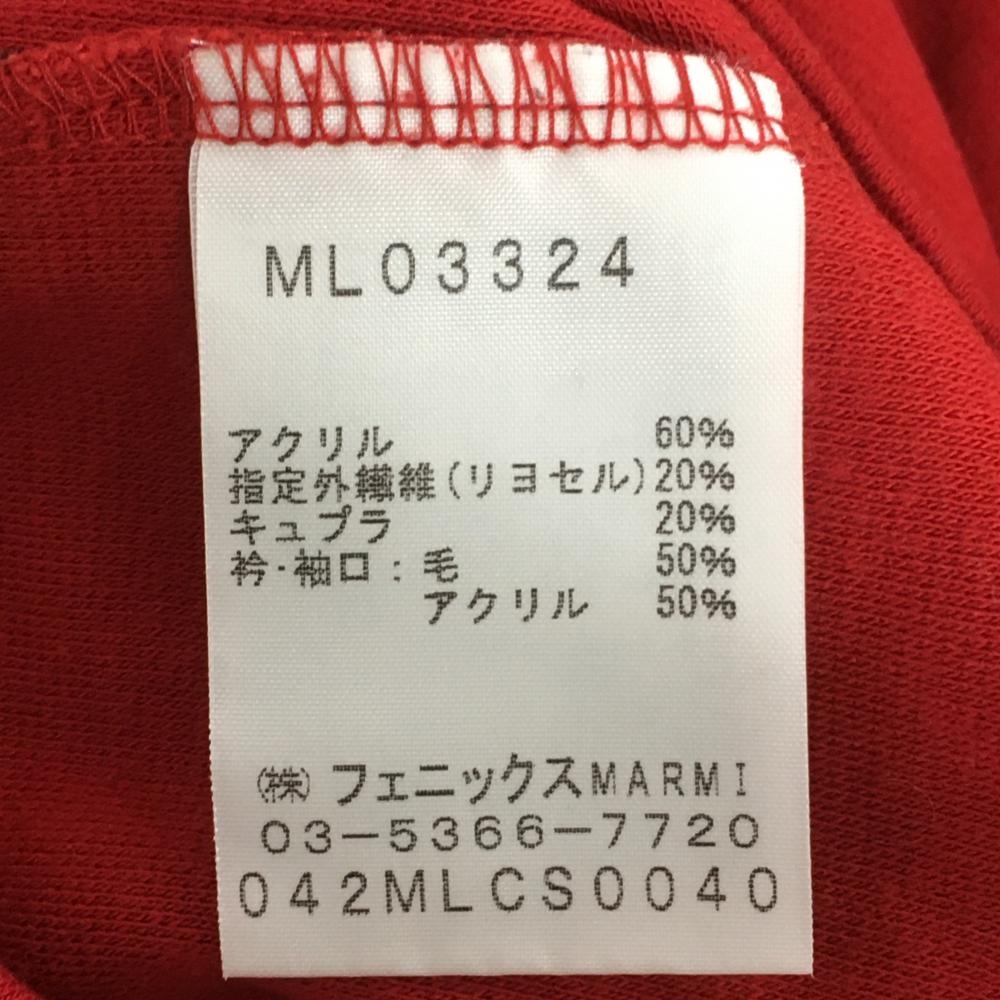 ML03324
アクリル 60%
指定外繊維(リヨセル)20%
キュプラ 20%
衿・袖口：毛 50%
アクリル 50%
㈱フェニックスMARMI
03-5366-7720
042MLCS0040